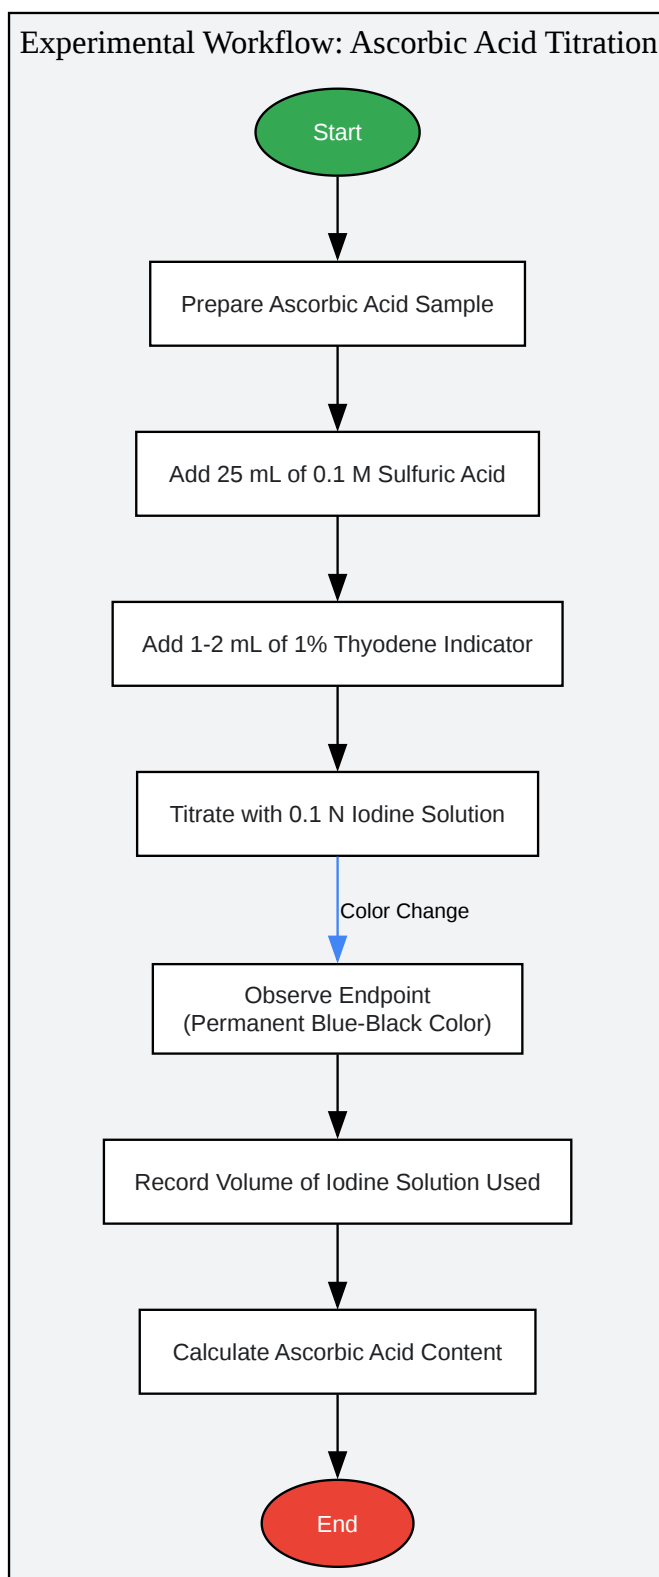 Experimental Workflow: Ascorbic Acid Titration
Start
Prepare Ascorbic Acid Sample
Add 25 mL of 0.1 M Sulfuric Acid
Add 1-2 mL of 1% Thyodene Indicator
Titrate with 0.1 N Iodine Solution
Color Change
Observe Endpoint
(Permanent Blue-Black Color)
Record Volume of Iodine Solution Used
Calculate Ascorbic Acid Content
End